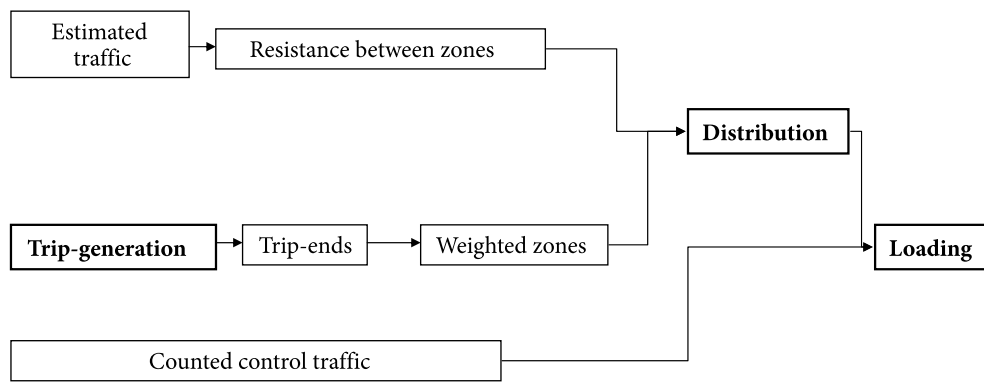 Estimated
traffic
Resistance between zones
Distribution
Trip-generation
Trip-ends
Weighted zones
Loading
Counted control traffic